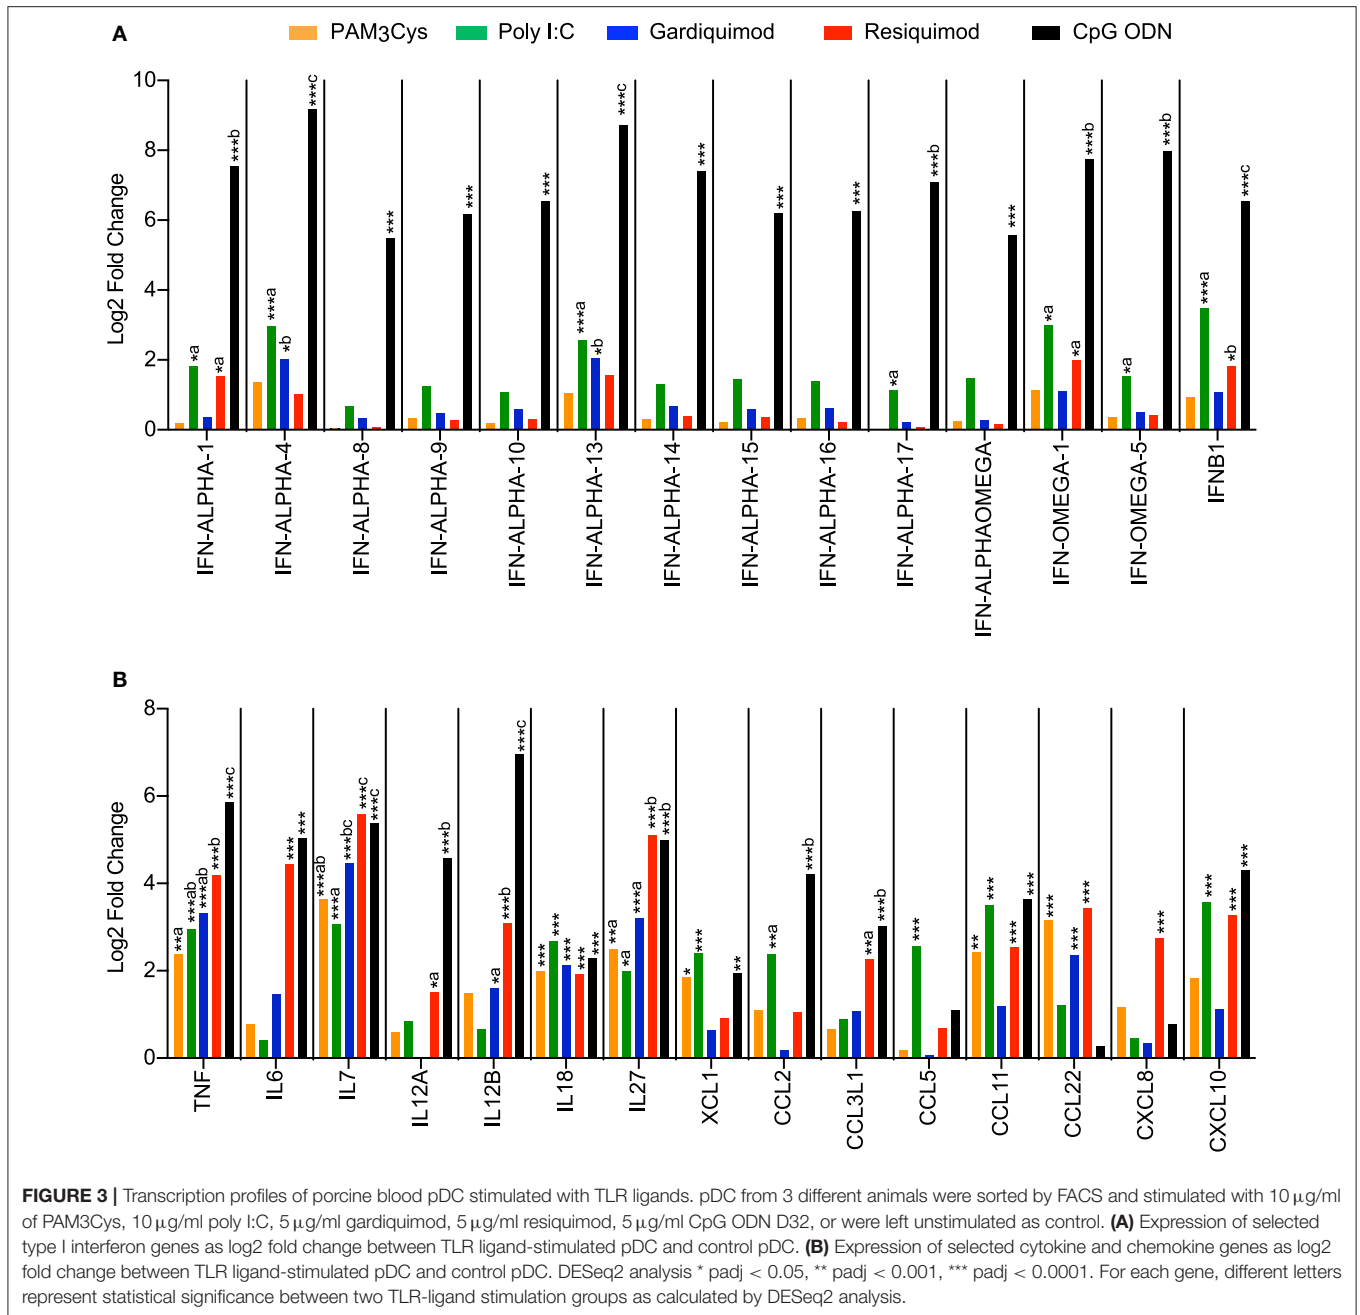 A
PAM3Cys Poly I:C Gardiquimod Resiquimod CpG ODN
Log2 Fold Change
10
8
6
4
2
0
*a *a ***b
***a *b ***c
***
***
***
***a *b ***c
***
***
***
*a ***b
***
*a *a ***b
*a ***b
***a *b ***c
IFN-ALPHA-1
IFN-ALPHA-4
IFN-ALPHA-8
IFN-ALPHA-9
IFN-ALPHA-10
IFN-ALPHA-13
IFN-ALPHA-14
IFN-ALPHA-15
IFN-ALPHA-16
IFN-ALPHA-17
IFN-ALPHAOMEGA
IFN-OMEGA-1
IFN-OMEGA-5
IFNB1
B
Log2 Fold Change
8
6
4
2
0
**a ***ab ***ab ***b ***c
*** ***
***ab ***a ***bc ***c ***c
*a ***b
*a ***b ***c
*** *** *** *** ***
**a *a ***a ***b ***b
* *** **
**a ***b
**a ***b
***
** *** *** ***
*** *** ***
***
*** *** ***
TNF
IL6
IL7
IL12A
IL12B
IL18
IL27
XCL1
CCL2
CCL3L1
CCL5
CCL11
CCL22
CXCL8
CXCL10
FIGURE 3 | Transcription profiles of porcine blood pDC stimulated with TLR ligands. pDC from 3 different animals were sorted by FACS and stimulated with 10 μg/ml
of PAM3Cys, 10 μg/ml poly I:C, 5 μg/ml gardiquimod, 5 μg/ml resiquimod, 5 μg/ml CpG ODN D32, or were left unstimulated as control. (A) Expression of selected
type I interferon genes as log2 fold change between TLR ligand-stimulated pDC and control pDC. (B) Expression of selected cytokine and chemokine genes as log2
fold change between TLR ligand-stimulated pDC and control pDC. DESeq2 analysis * padj < 0.05, ** padj < 0.001, *** padj < 0.0001. For each gene, different letters
represent statistical significance between two TLR-ligand stimulation groups as calculated by DESeq2 analysis.